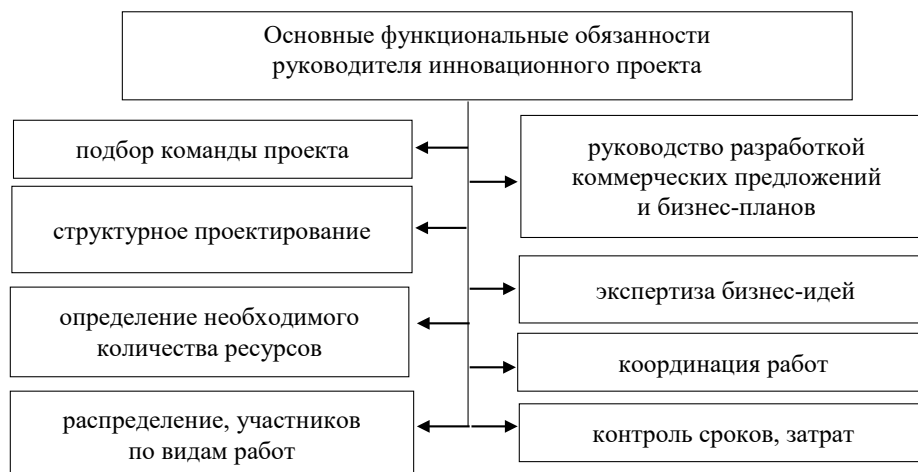 Основные функциональные обязанности
руководителя инновационного проекта
подбор команды проекта
структурное проектирование
определение необходимого
количества ресурсов
распределение, участников
по видам работ
руководство разработкой
коммерческих предложений
и бизнес-планов
экспертиза бизнес-идей
координация работ
контроль сроков, затрат